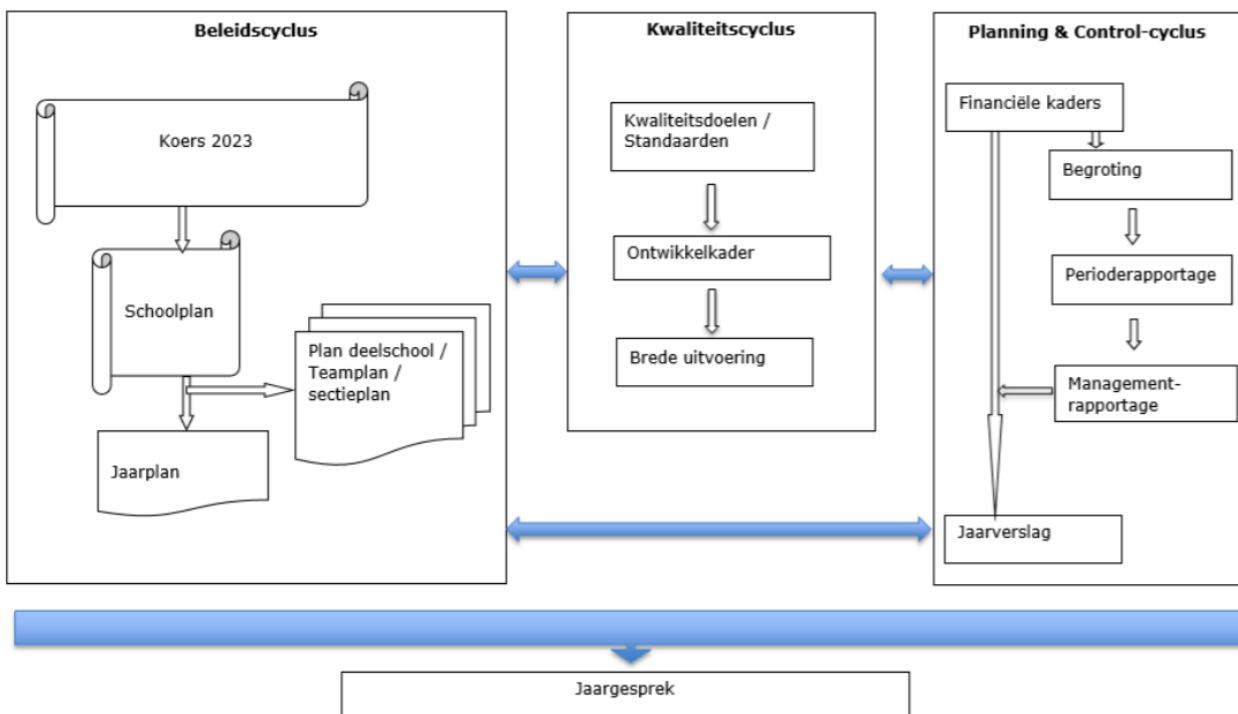 Beleidscyclus
Koers 2023
Schoolplan
Plan deelschool /
Teamplan /
sectieplan
Jaarplan
Kwaliteitscyclus
Kwaliteitsdoelen /
Standaarden
Ontwikkelkader
Brede uitvoering
Planning & Control-cyclus
Financiële kaders
Begroting
Perioderapportage
Management-
rapportage
Jaarverslag
Jaargesprek